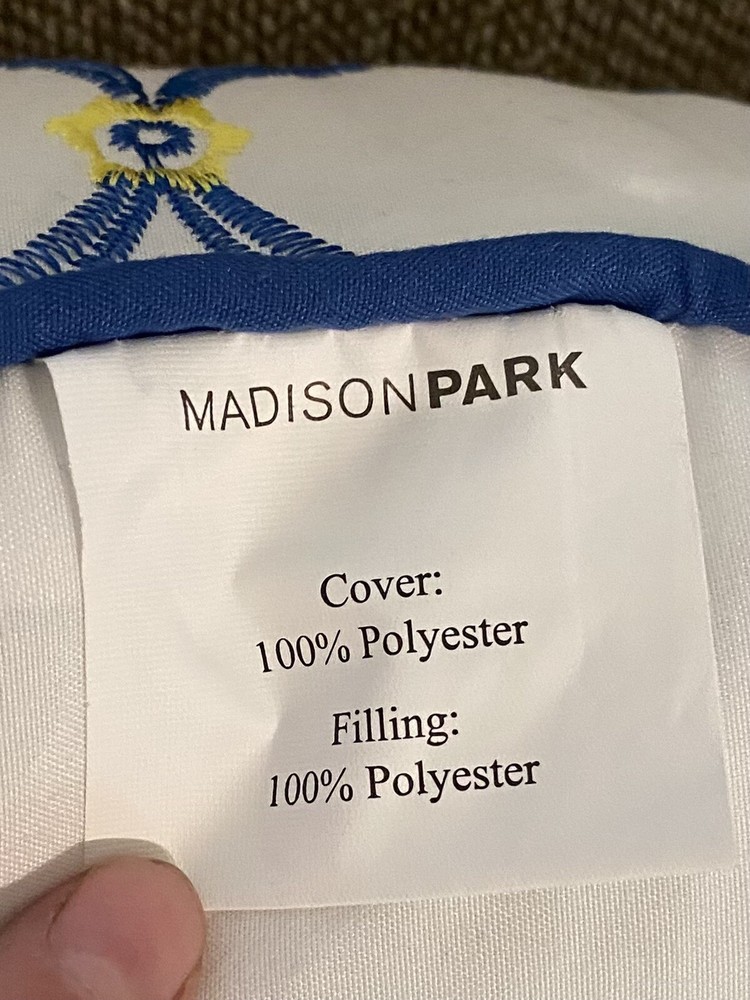 MADISONPARK
Cover:
100% Polyester
Filling:
100% Polyester